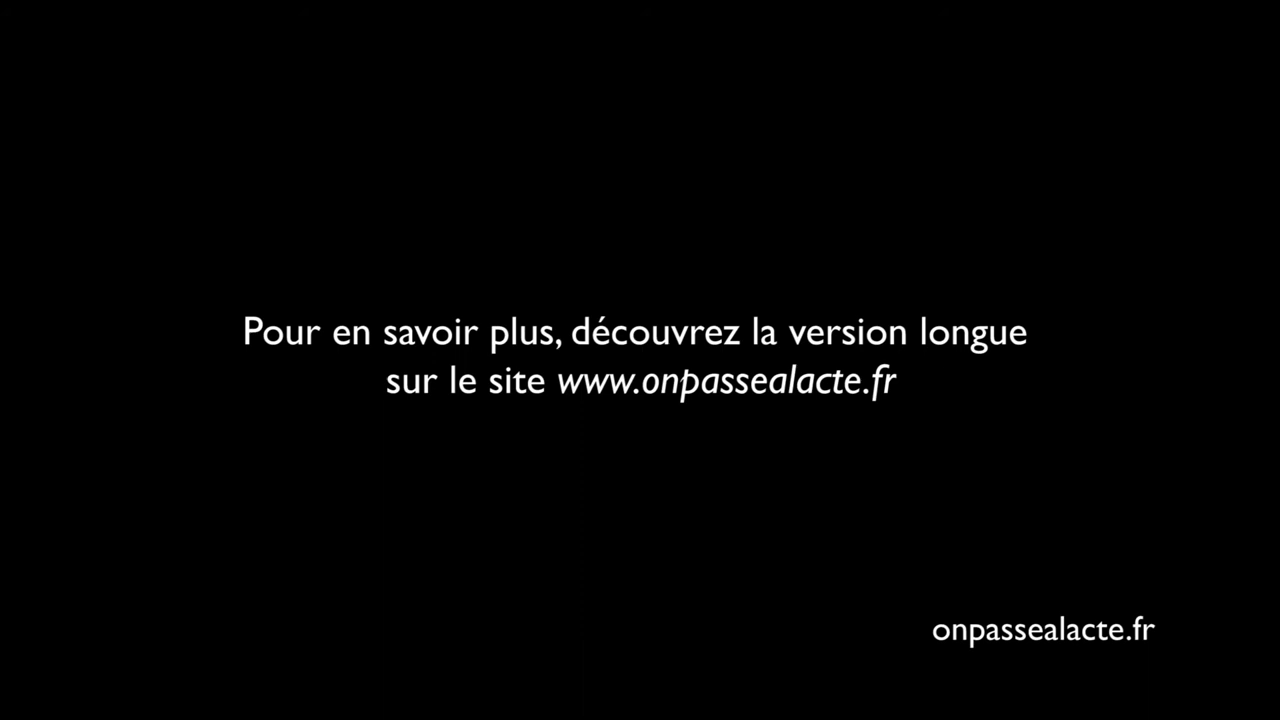 Pour en savoir plus, découvrez la version longue
sur le site www.onpassealacte.fr
onpassealacte.fr